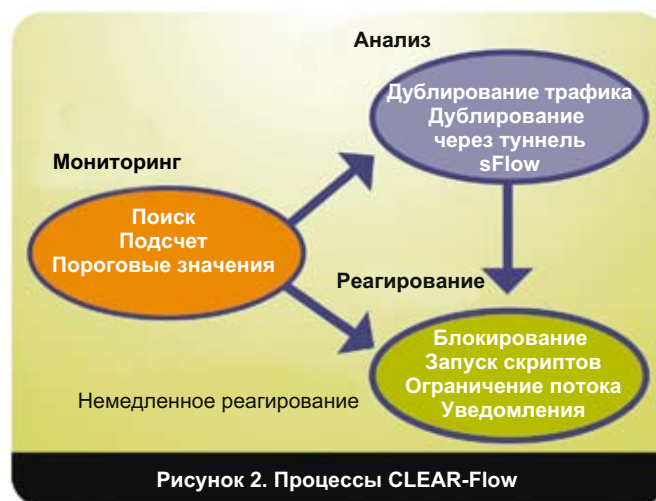 Анализ
Дублирование трафика
Дублирование
через туннель
sFlow
Мониторинг
Поиск
Подсчет
Пороговые значения
Реагирование
Блокирование
Запуск скриптов
Ограничение потока
Уведомления
Немедленное реагирование
Рисунок 2. Процессы CLEAR-Flow